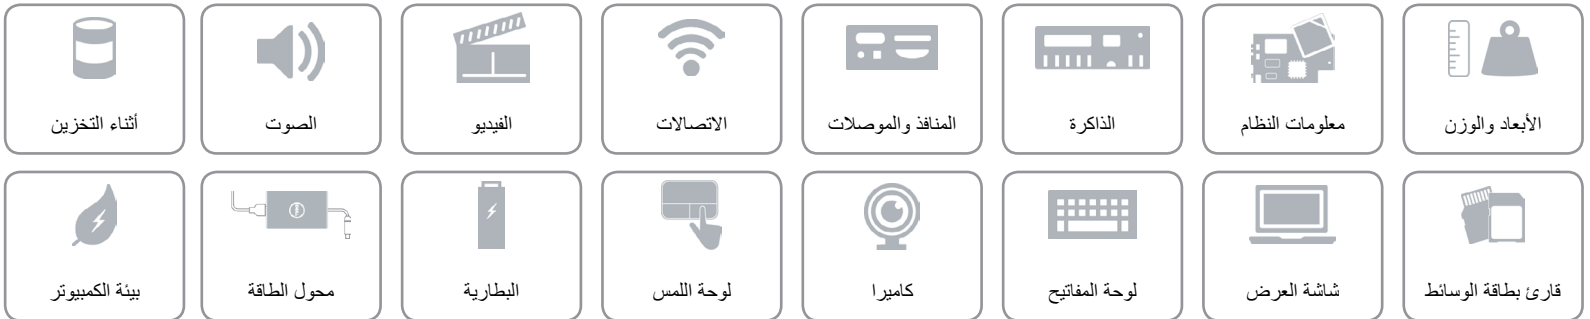 الأبعاد والوزن
معلومات النظام
الذاكرة
المنافذ والموصلات
الاتصالات
الفيديو
الصوت
أثناء التخزين
قارئ بطاقة الوسائط
شاشة العرض
لوحة المفاتيح
كاميرا
لوحة اللمس
البطارية
محول الطاقة
بيئة الكمبيوتر